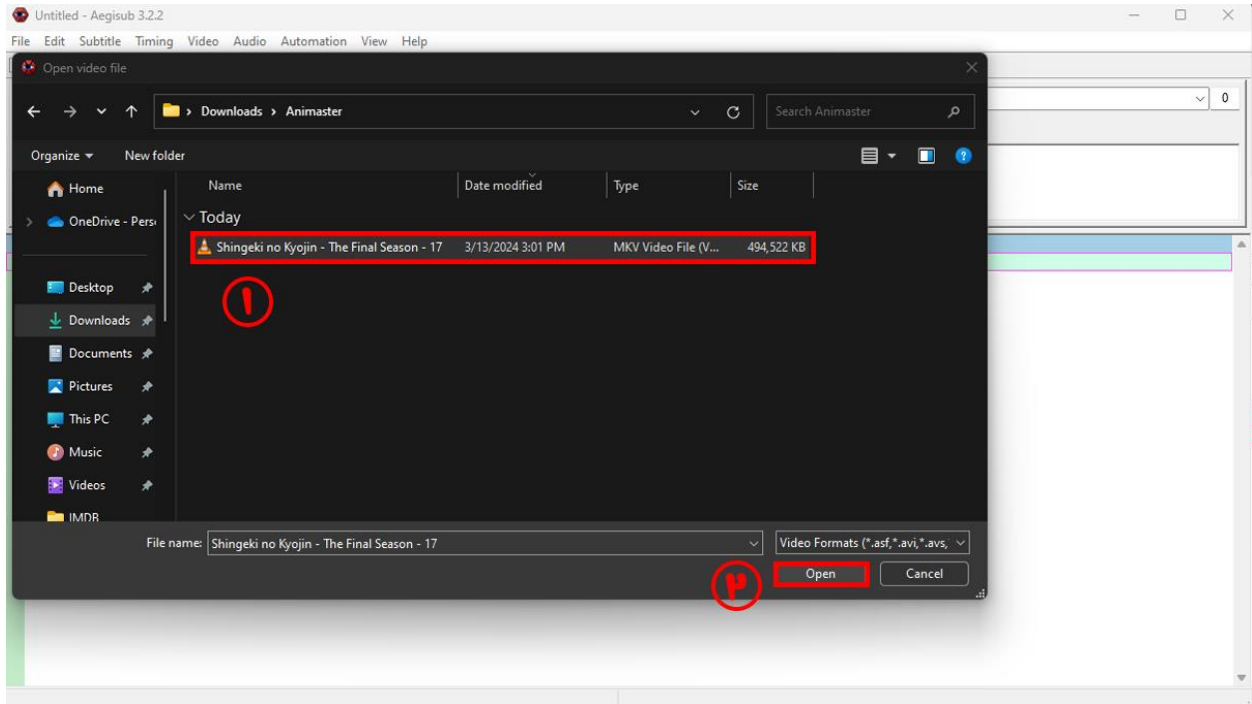 Untitled - Aegisub 3.2.2
File Edit Subtitle Timing Video Audio Automation View Help
Open video file
Downloads > Animaster
Search Animaster
0
Organize New folder
Home
Name Date modified Type Size
OneDrive - Pers
Today
Shingeki no Kyojin - The Final Season - 17 3/13/2024 3:01 PM MKV Video File (V... 494,522 KB
Desktop
۱
Downloads
Documents
Pictures
This PC
Music
Videos
IMDB
File name: Shingeki no Kyojin - The Final Season - 17 Video Formats (*.asf,*.avi,*.avs,
۲
Open Cancel